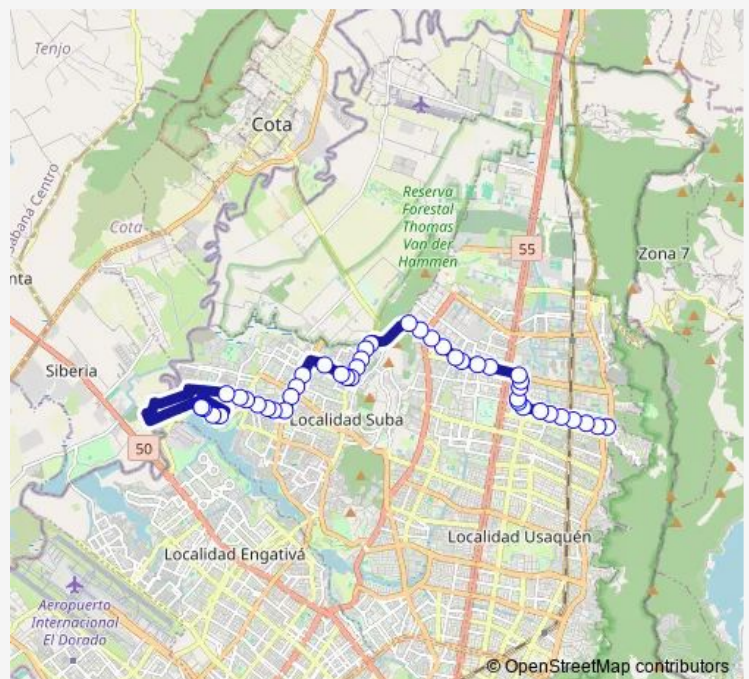 Tenjo
Cota
Sabana Centro
Cota
Reserva
Forestal
Thomas
Van der
Hammen
55
Zona 7
nta
Siberia
Localidad Suba
50
Localidad Usaquén
Localidad Engativá
Aeropuerto
Internacional
El Dorado
© OpenStreetMap contributors